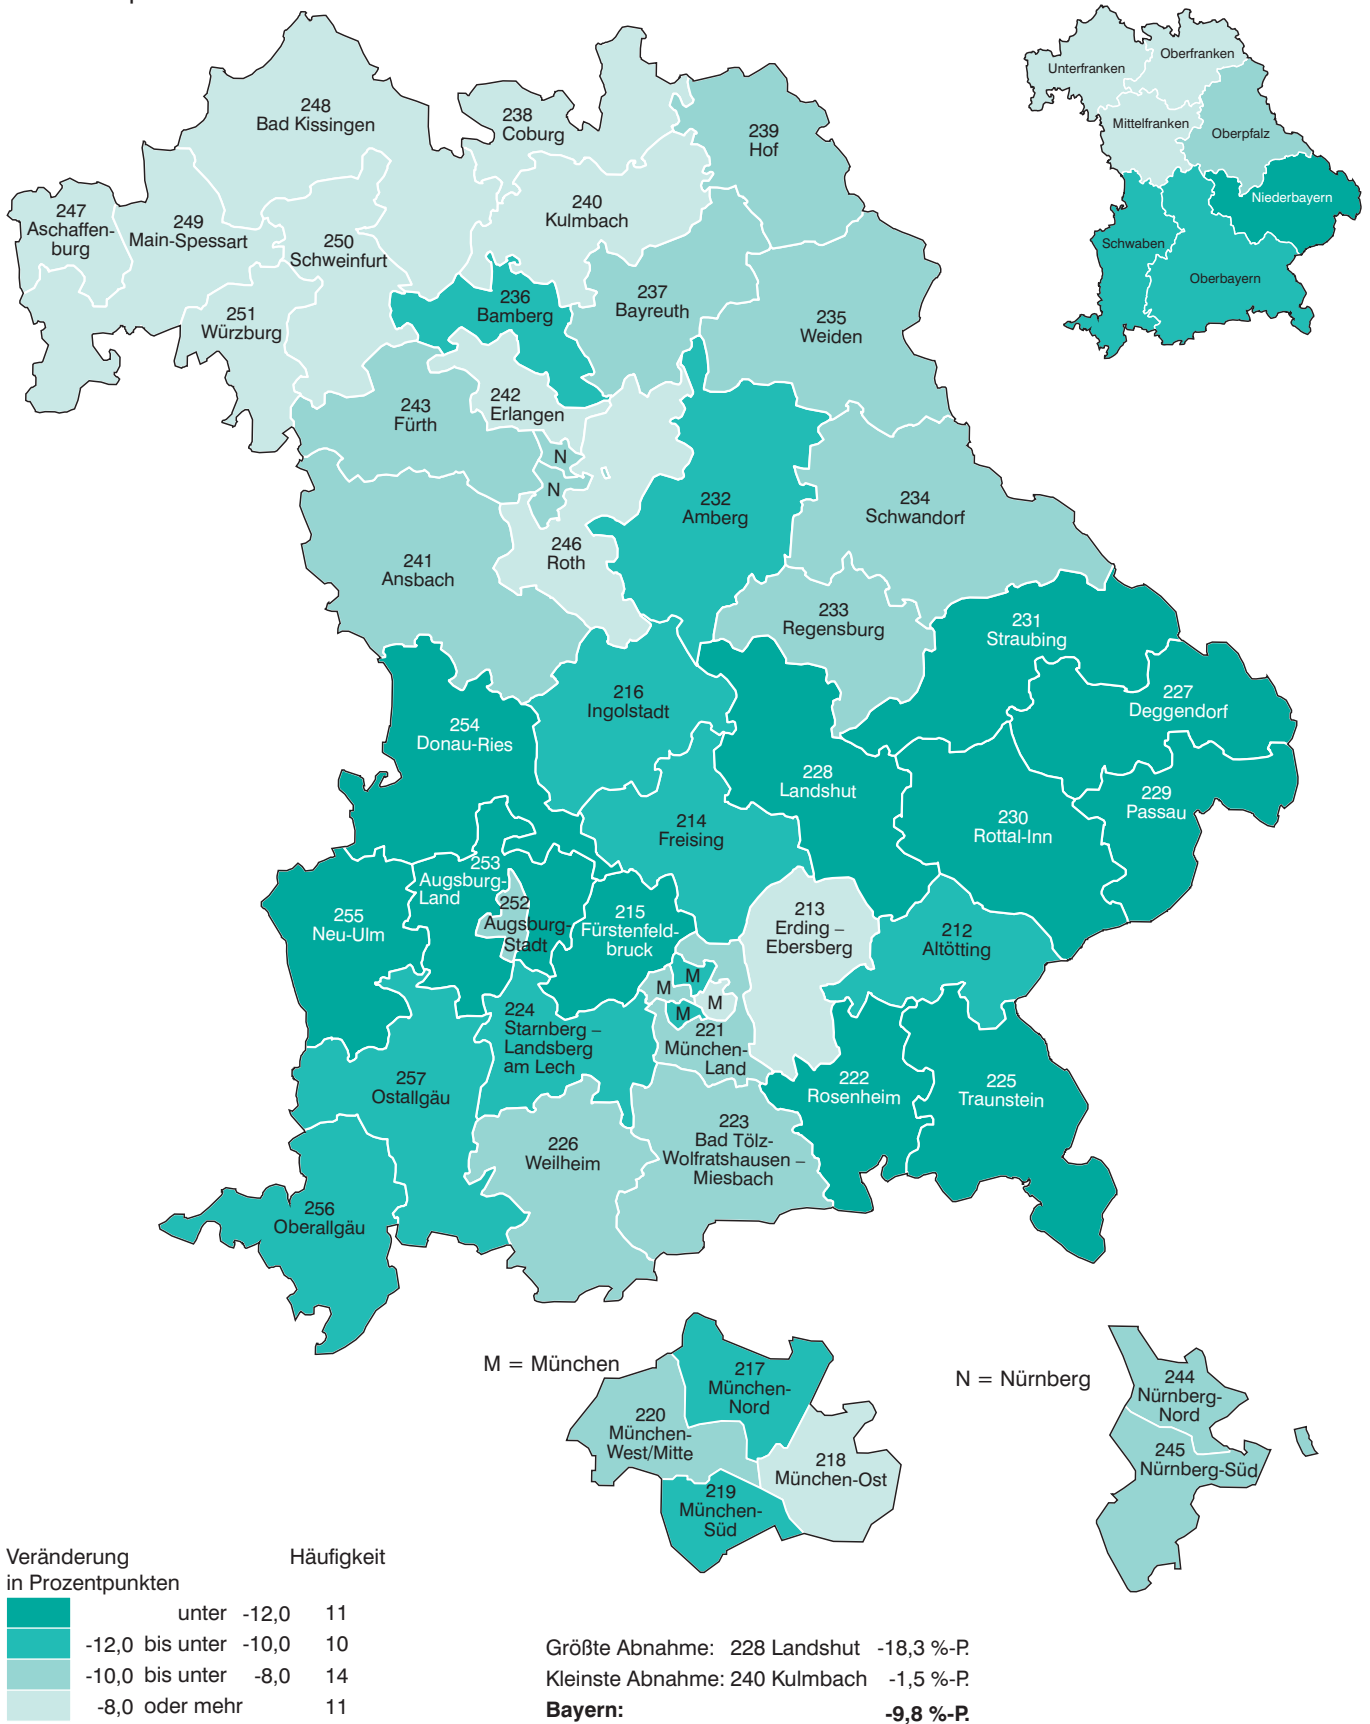 248
Bad Kissingen
238
Coburg
239
Hof
247
Aschaffen-
burg
249
Main-Spessart
250
Schweinfurt
240
Kulmbach
251
Würzburg
236
Bamberg
237
Bayreuth
235
Weiden
243
Fürth
242
Erlangen
N
N
232
Amberg
234
Schwandorf
241
Ansbach
246
Roth
233
Regensburg
231
Straubing
216
Ingolstadt
227
Deggendorf
254
Donau-Ries
228
Landshut
229
Passau
230
Rottal-Inn
214
Freising
253
Augsburg-
Land
252
Augsburg-
Stadt
255
Neu-Ulm
215
Fürstenfeld-
bruck
213
Erding –
Ebersberg
212
Altötting
M
M
M
M
224
Starnberg –
Landsberg
am Lech
221
München-
Land
257
Ostallgäu
222
Rosenheim
225
Traunstein
226
Weilheim
223
Bad Tölz-
Wolfratshausen –
Miesbach
256
Oberallgäu
Unterfranken
Oberfranken
Mittelfranken
Oberpfalz
Niederbayern
Schwaben
Oberbayern
M = München
217
München-
Nord
220
München-
West/Mitte
218
München-Ost
219
München-
Süd
N = Nürnberg
244
Nürnberg-
Nord
245
Nürnberg-Süd
Veränderung Häufigkeit
in Prozentpunkten
unter -12,0 11
-12,0 bis unter -10,0 10
-10,0 bis unter -8,0 14
-8,0 oder mehr 11
Größte Abnahme: 228 Landshut -18,3 %-P.
Kleinste Abnahme: 240 Kulmbach -1,5 %-P.
Bayern: -9,8 %-P.